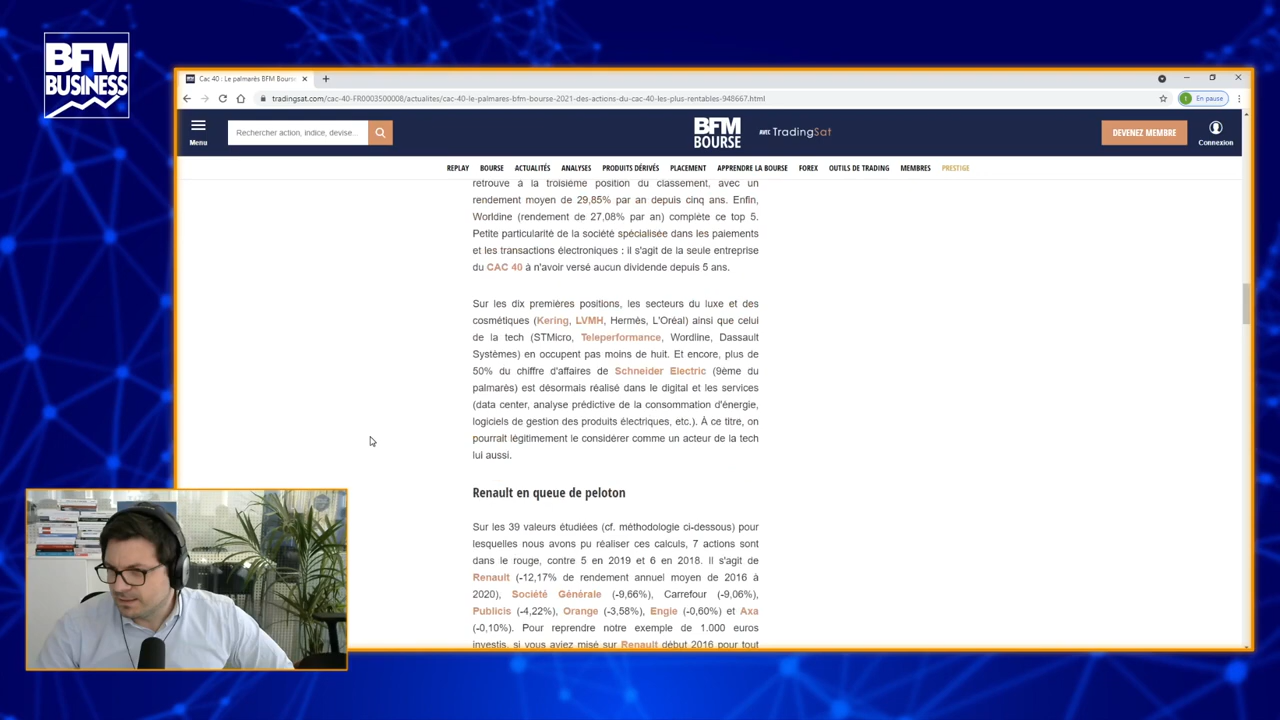 BFM
BUSINESS
Cac 40 : Le palmarès BFM Bours
tradingsat.com/cac-40-FR0003500008/actualites/cac-40-le-palmares-bfm-bourse-2021-des-actions-du-cac-40-les-plus-rentables-948667.html
1 En pause
Menu
Rechercher action, indice, devise...
BFM
BOURSE
AVEC TradingSat
DEVENEZ MEMBRE
Connexion
REPLAY BOURSE ACTUALITÉS ANALYSES PRODUITS DÉRIVÉS PLACEMENT APPRENDRE LA BOURSE FOREX OUTILS DE TRADING MEMBRES PRESTIGE
retrouve à la troisième position du classement, avec un
rendement moyen de 29,85% par an depuis cinq ans. Enfin,
Worldine (rendement de 27,08% par an) complète ce top 5.
Petite particularité de la société spécialisée dans les paiements
et les transactions électroniques : il s'agit de la seule entreprise
du CAC 40 à n'avoir versé aucun dividende depuis 5 ans.
Sur les dix premières positions, les secteurs du luxe et des
cosmétiques (Kering, LVMH, Hermès, L'Oréal) ainsi que celui
de la tech (STMicro, Teleperformance, Wordline, Dassault
Systèmes) en occupent pas moins de huit. Et encore, plus de
50% du chiffre d'affaires de Schneider Electric (9ème du
palmarès) est désormais réalisé dans le digital et les services
(data center, analyse prédictive de la consommation d'énergie,
logiciels de gestion des produits électriques, etc.). À ce titre, on
pourrait légitimement le considérer comme un acteur de la tech
lui aussi.
Renault en queue de peloton
Sur les 39 valeurs étudiées (cf. méthodologie ci-dessous) pour
lesquelles nous avons pu réaliser ces calculs, 7 actions sont
dans le rouge, contre 5 en 2019 et 6 en 2018. Il s'agit de
Renault (-12,17% de rendement annuel moyen de 2016 à
2020), Société Générale (-9,66%), Carrefour (-9,06%),
Publicis (-4,22%), Orange (-3,58%), Engie (-0,60%) et Axa
(-0,10%). Pour reprendre notre exemple de 1.000 euros
investis, si vous aviez misé sur Renault début 2016 pour tout